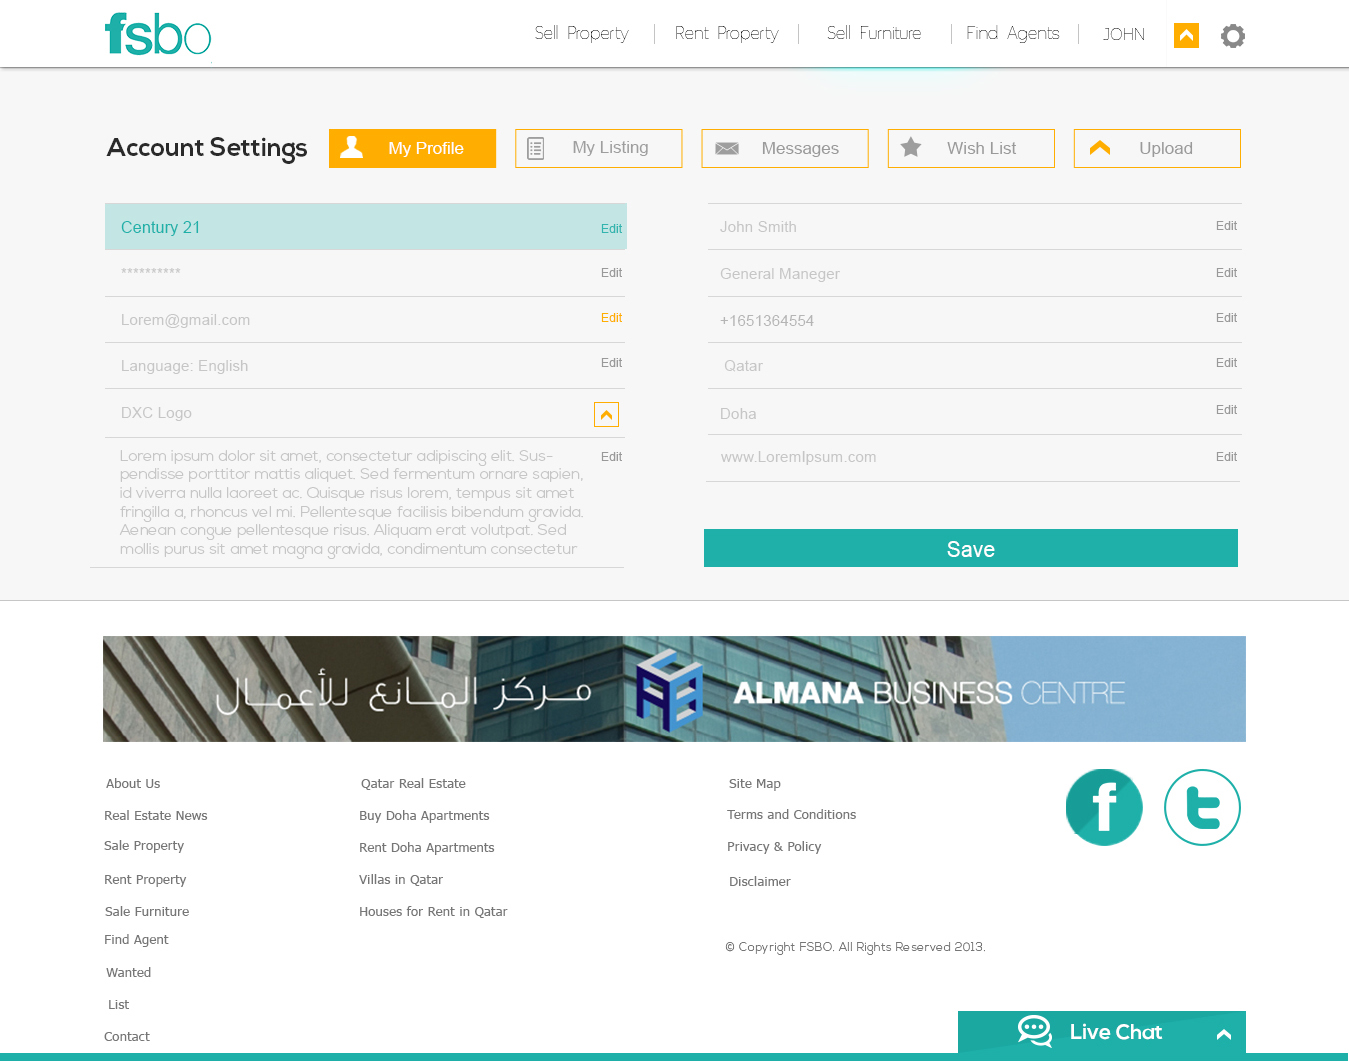 fsbo
Sell Property
Rent Property
Sell Furniture
Find Agents
JOHN
Account Settings
My Profile
My Listing
Messages
Wish List
Upload
Century 21
Edit
**********
Edit
Lorem@gmail.com
Edit
Language: English
Edit
DXC Logo
Lorem ipsum dolor sit amet, consectetur adipiscing elit. Sus-
pendisse porttitor mattis aliquet. Sed fermentum ornare sapien,
id viverra nulla laoreet ac. Quisque risus lorem, tempus sit amet
fringilla a, rhoncus vel mi. Pellentesque facilisis bibendum gravida.
Aenean congue pellentesque risus. Aliquam erat volutpat. Sed
mollis purus sit amet magna gravida, condimentum consectetur
Edit
John Smith
Edit
General Maneger
Edit
+1651364554
Edit
Qatar
Edit
Doha
Edit
www.LoremIpsum.com
Edit
Save
مركز المانع للأعمال
ALMANA BUSINESS CENTRE
About Us
Real Estate News
Sale Property
Rent Property
Sale Furniture
Find Agent
Wanted
List
Contact
Qatar Real Estate
Buy Doha Apartments
Rent Doha Apartments
Villas in Qatar
Houses for Rent in Qatar
Site Map
Terms and Conditions
Privacy & Policy
Disclaimer
© Copyright FSBO. All Rights Reserved 2013.
Live Chat